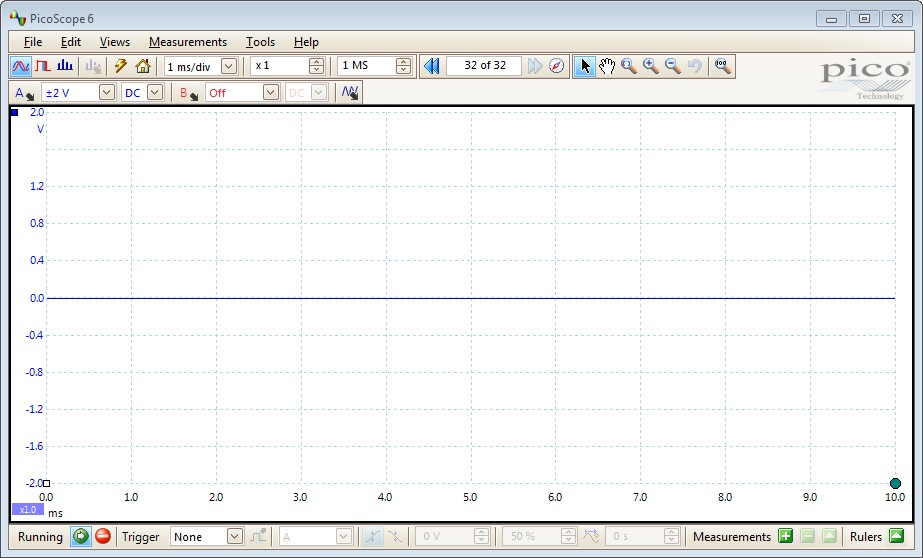 PicoScope 6
File Edit Views Measurements Tools Help
1 ms/div x 1 1 MS 32 of 32 100%
pico
Technology
A ±2 V DC B Off DC
2.0
V
1.2
0.8
0.4
0.0
-0.4
-0.8
-1.2
-1.6
-2.0
0.0 1.0 2.0 3.0 4.0 5.0 6.0 7.0 8.0 9.0 10.0
x1.0 ms
Running Trigger None A 0 V 50 % 0 s Measurements Rulers